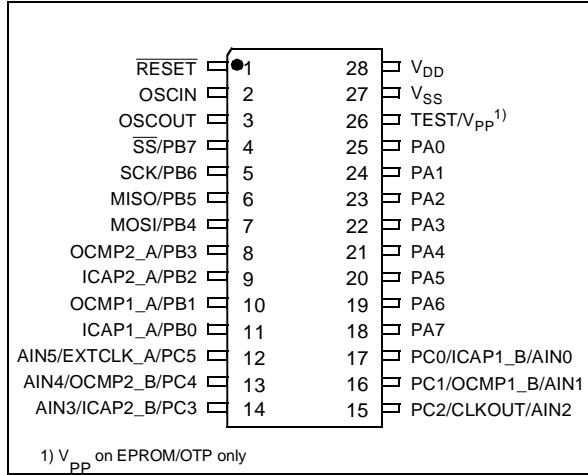 RESET 1 28 VDD
OSCIN 2 27 VSS
OSCOUT 3 26 TEST/VPP1)
SS/PB7 4 25 PA0
SCK/PB6 5 24 PA1
MISO/PB5 6 23 PA2
MOSI/PB4 7 22 PA3
OCMP2_A/PB3 8 21 PA4
ICAP2_A/PB2 9 20 PA5
OCMP1_A/PB1 10 19 PA6
ICAP1_A/PB0 11 18 PA7
AIN5/EXTCLK_A/PC5 12 17 PC0/ICAP1_B/AIN0
AIN4/OCMP2_B/PC4 13 16 PC1/OCMP1_B/AIN1
AIN3/ICAP2_B/PC3 14 15 PC2/CLKOUT/AIN2
1) VPP on EPROM/OTP only